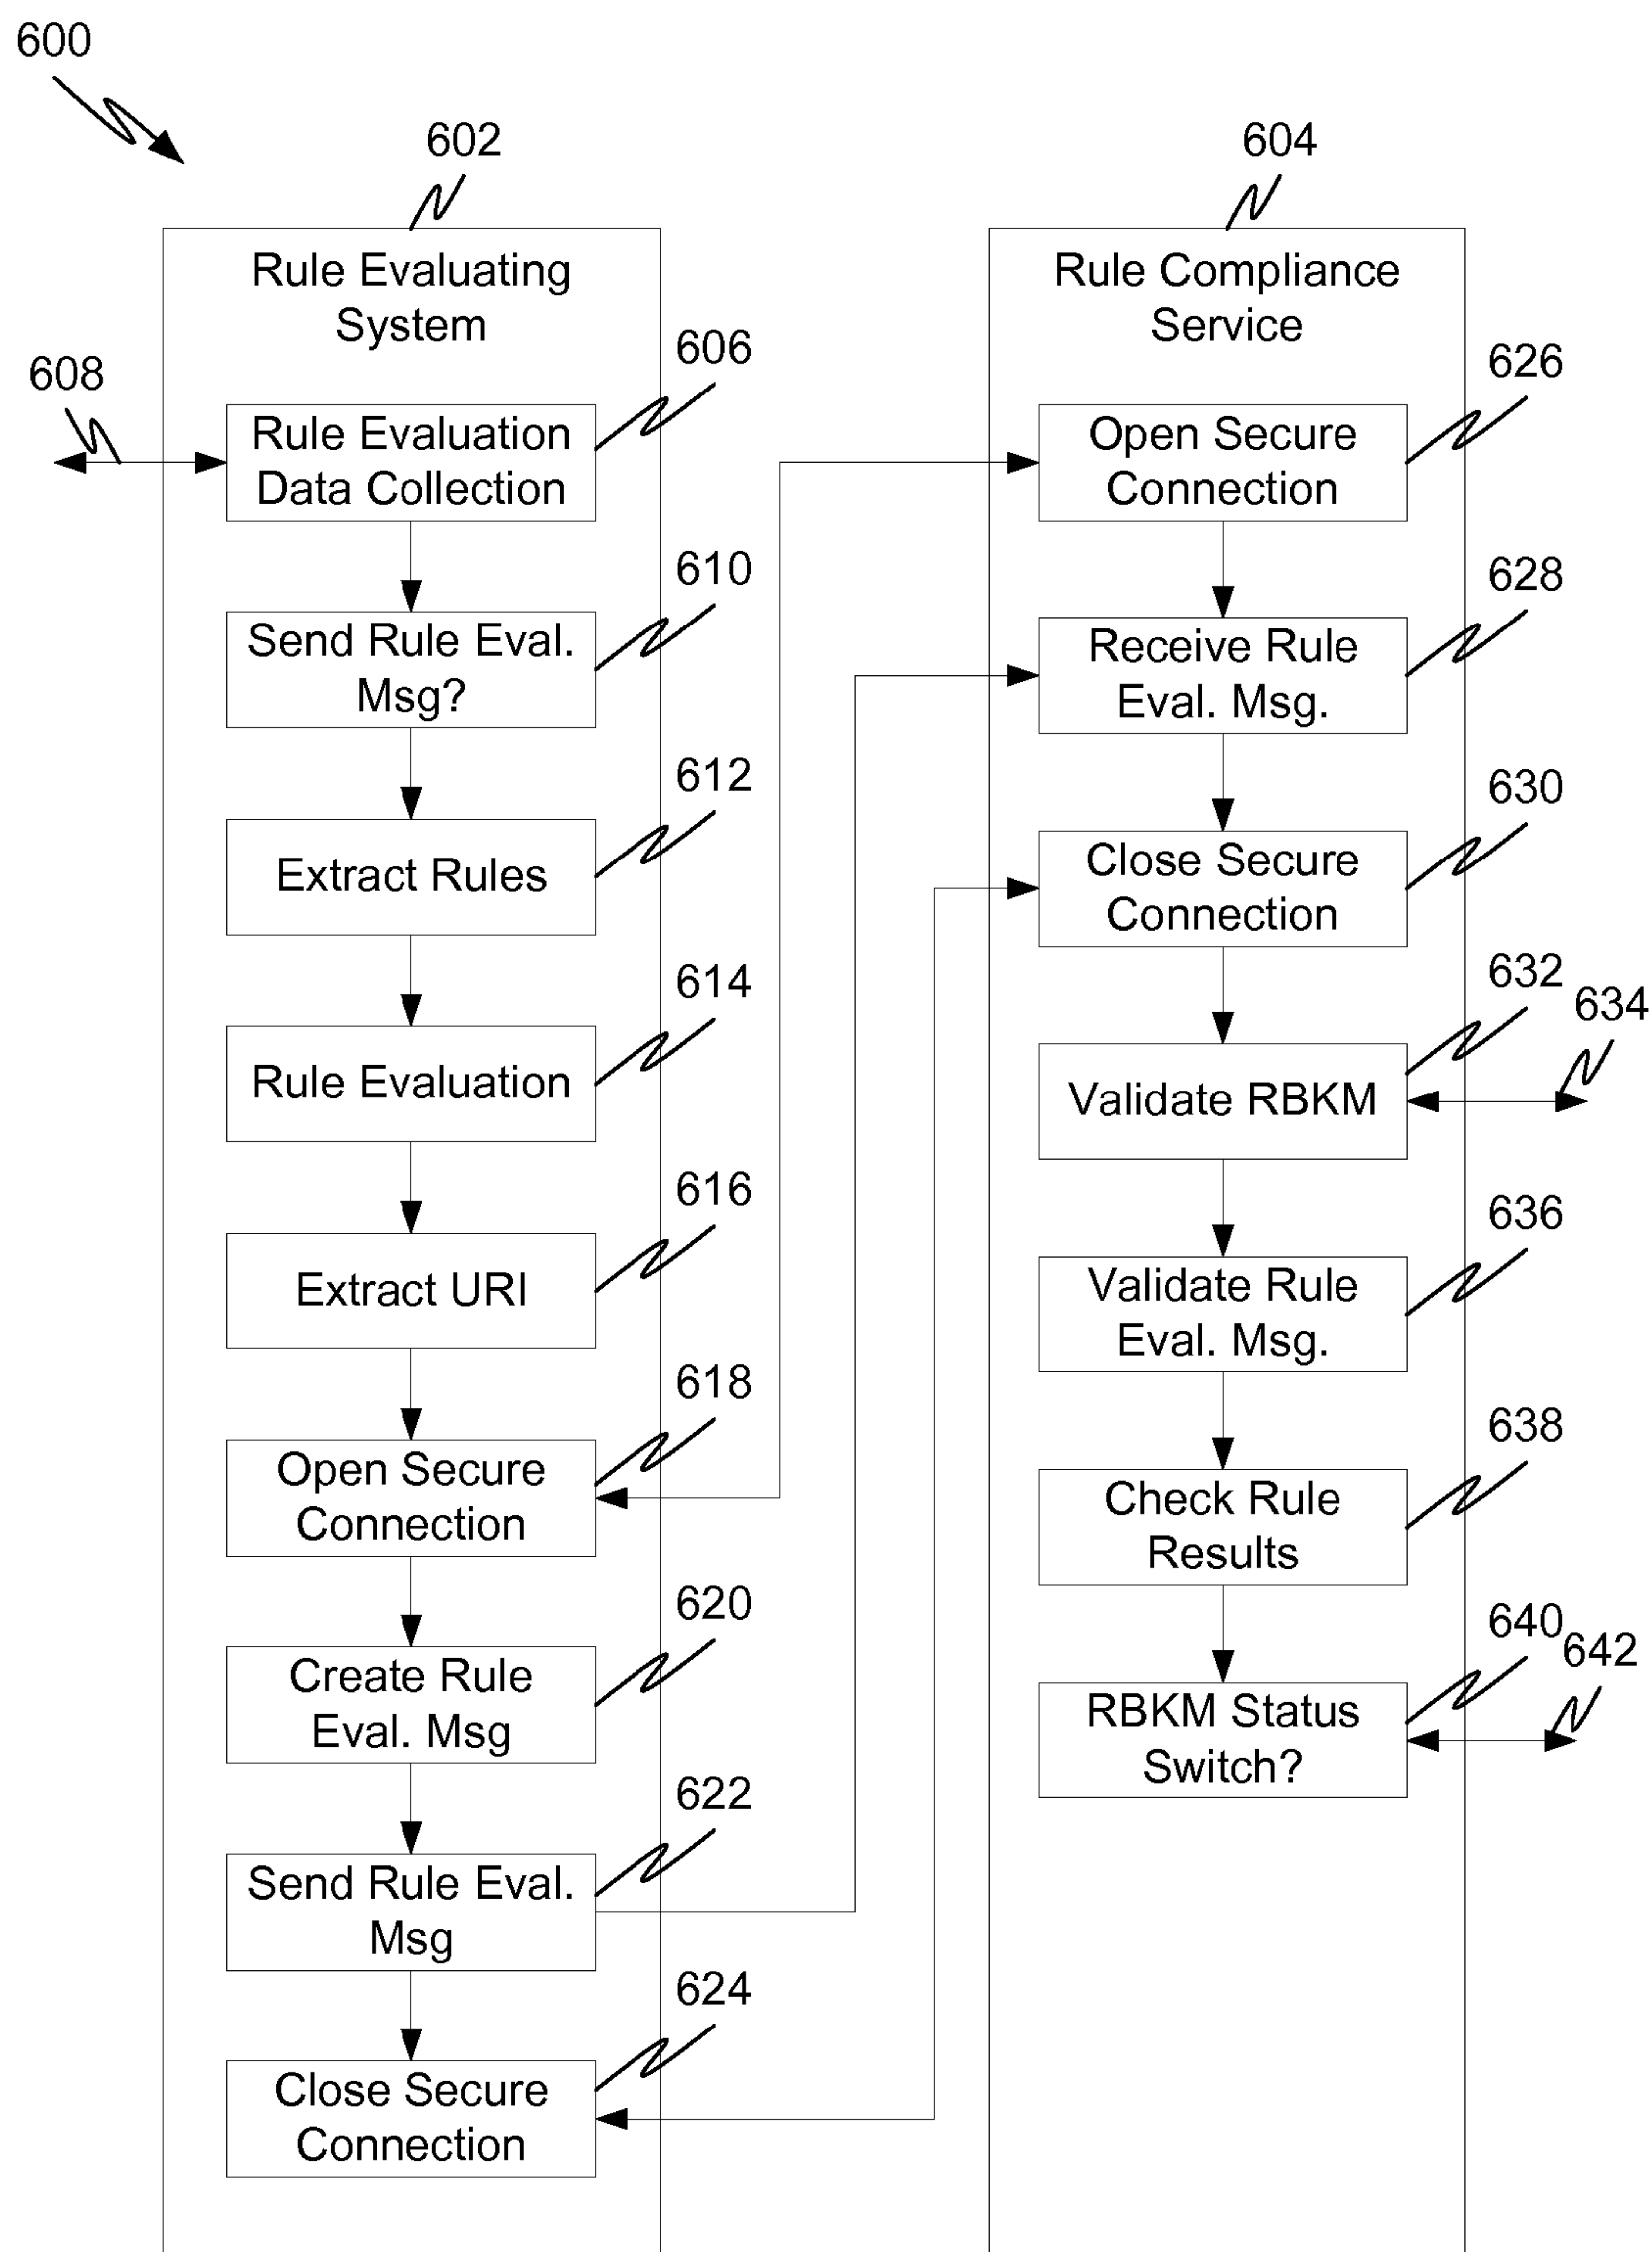 600
602
604
Rule Evaluating
System
Rule Compliance
Service
606
608
626
Rule Evaluation
Data Collection
Open Secure
Connection
610
628
Send Rule Eval.
Msg?
Receive Rule
Eval. Msg.
612
630
Extract Rules
Close Secure
Connection
614
632
634
Rule Evaluation
Validate RBKM
616
636
Extract URI
Validate Rule
Eval. Msg.
618
638
Open Secure
Connection
Check Rule
Results
620
640
642
Create Rule
Eval. Msg
RBKM Status
Switch?
622
Send Rule Eval.
Msg
624
Close Secure
Connection